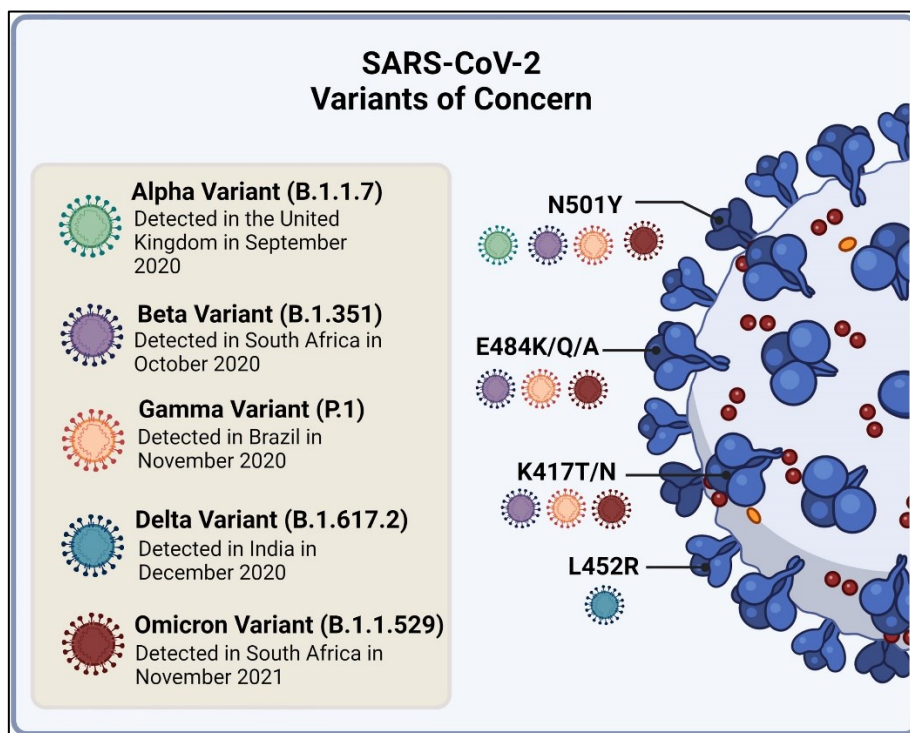 SARS-CoV-2
Variants of Concern
Alpha Variant (B.1.1.7)
Detected in the United
Kingdom in September
2020
Beta Variant (B.1.351)
Detected in South Africa in
October 2020
Gamma Variant (P.1)
Detected in Brazil in
November 2020
Delta Variant (B.1.617.2)
Detected in India in
December 2020
Omicron Variant (B.1.1.529)
Detected in South Africa in
November 2021
N501Y
E484K/Q/A
K417T/N
L452R